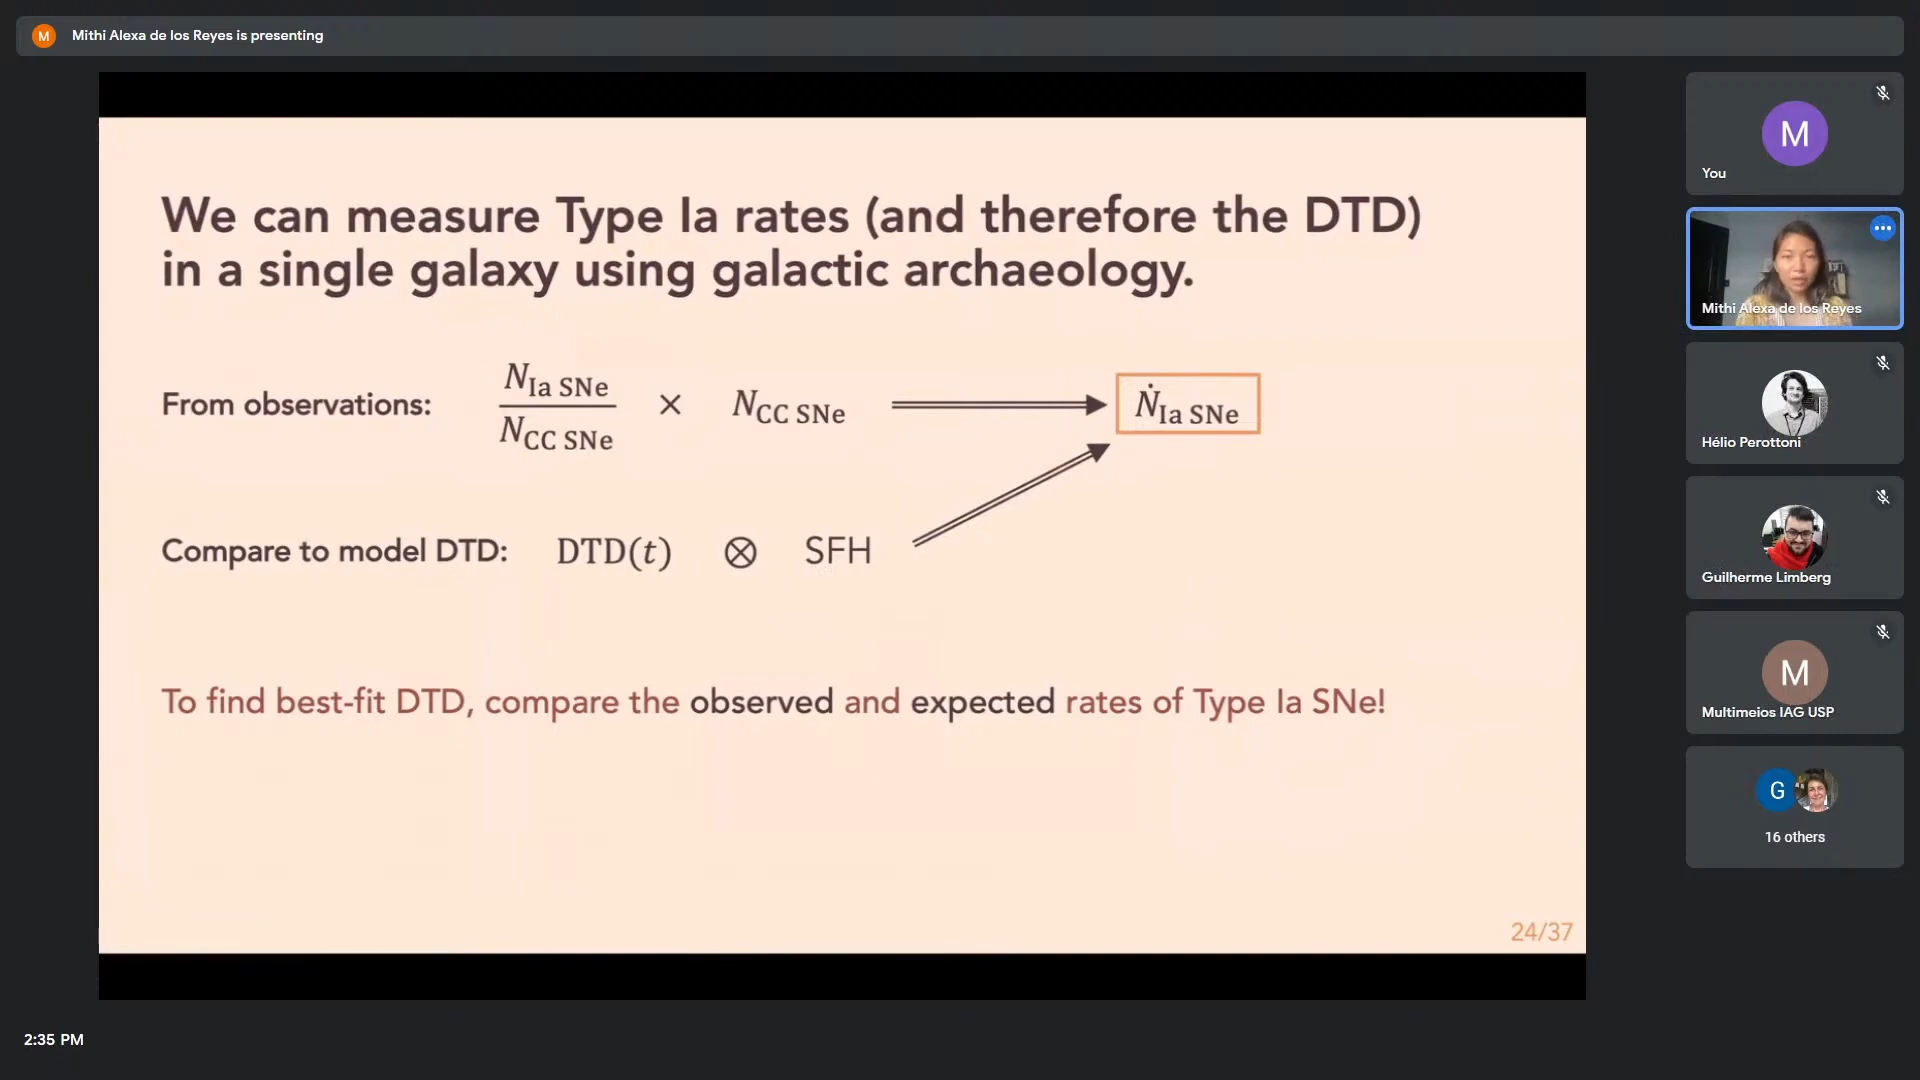 M
Mithi Alexa de los Reyes is presenting
We can measure Type Ia rates (and therefore the DTD)
in a single galaxy using galactic archaeology.
From observations: N_Ia SNe / N_CC SNe × N_CC SNe Ṅ_Ia SNe
Compare to model DTD: DTD(t) ⊗ SFH
To find best-fit DTD, compare the observed and expected rates of Type Ia SNe!
24/37
M
You
Mithi Alexa de los Reyes
Hélio Perottoni
Guilherme Limberg
M
Multimeios IAG USP
G
16 others
2:35 PM